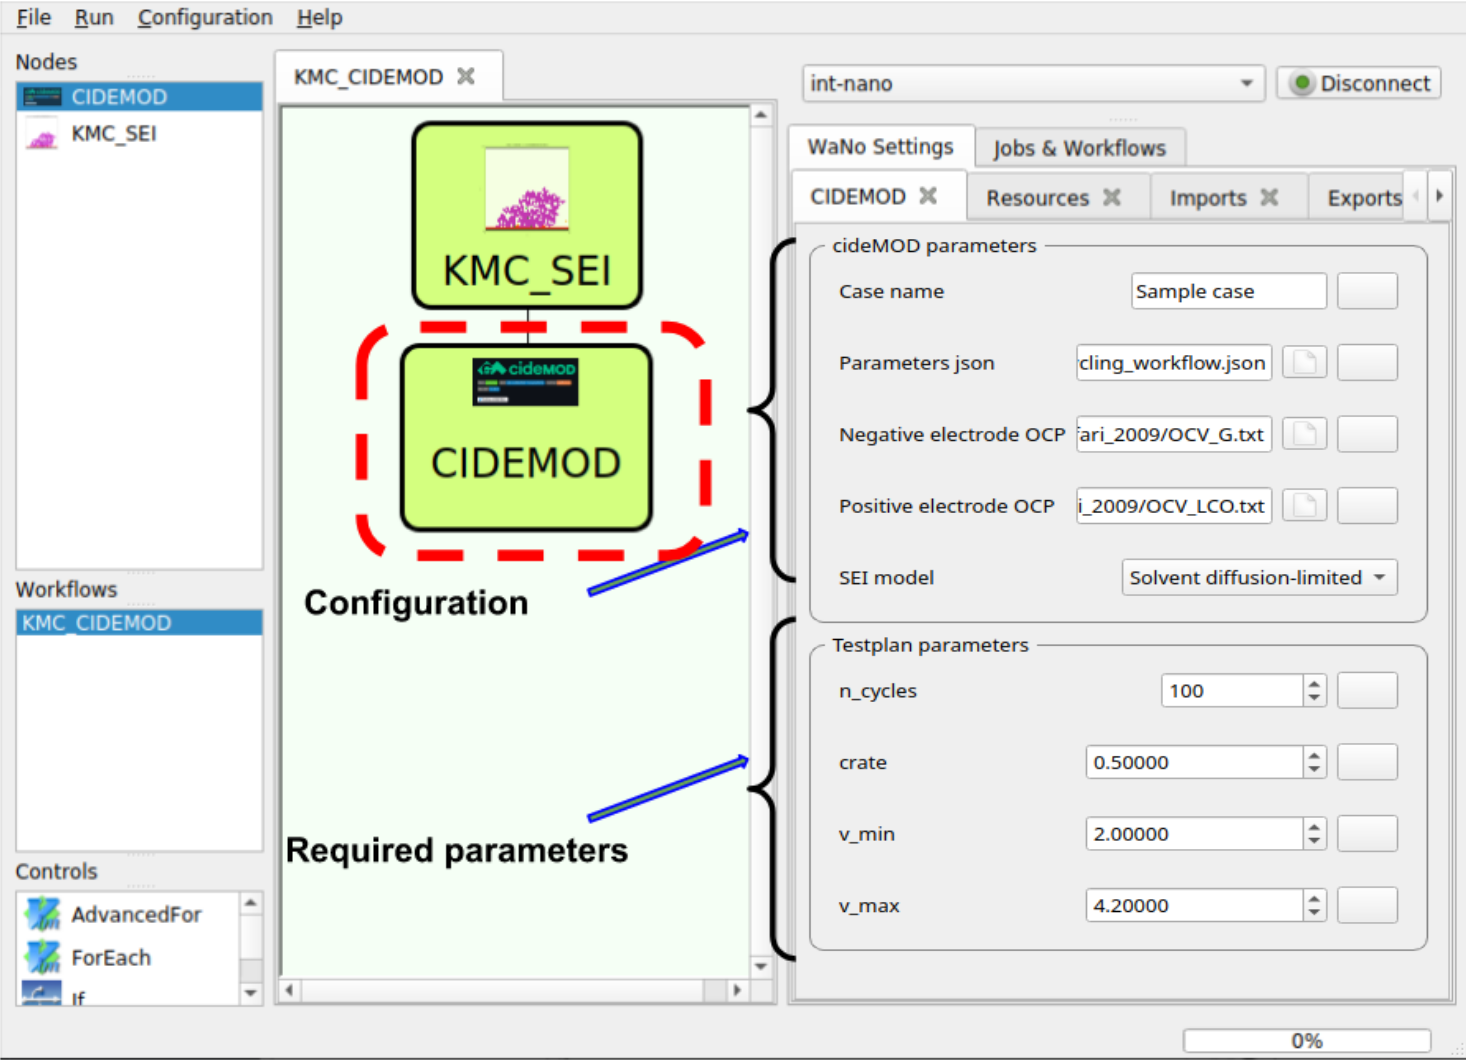 File Run Configuration Help
Nodes
CIDEMOD
KMC_SEI
Workflows
KMC_CIDEMOD
Controls
AdvancedFor
ForEach
If
KMC_CIDEMOD
KMC_SEI
cideMOD
CIDEMOD
Configuration
Required parameters
int-nano
Disconnect
WaNo Settings Jobs & Workflows
CIDEMOD Resources Imports Exports
cideMOD parameters
Case name Sample case
Parameters json cling_workflow.json
Negative electrode OCP fari_2009/OCV_G.txt
Positive electrode OCP i_2009/OCV_LCO.txt
SEI model Solvent diffusion-limited
Testplan parameters
n_cycles 100
crate 0.50000
v_min 2.00000
v_max 4.20000
0%